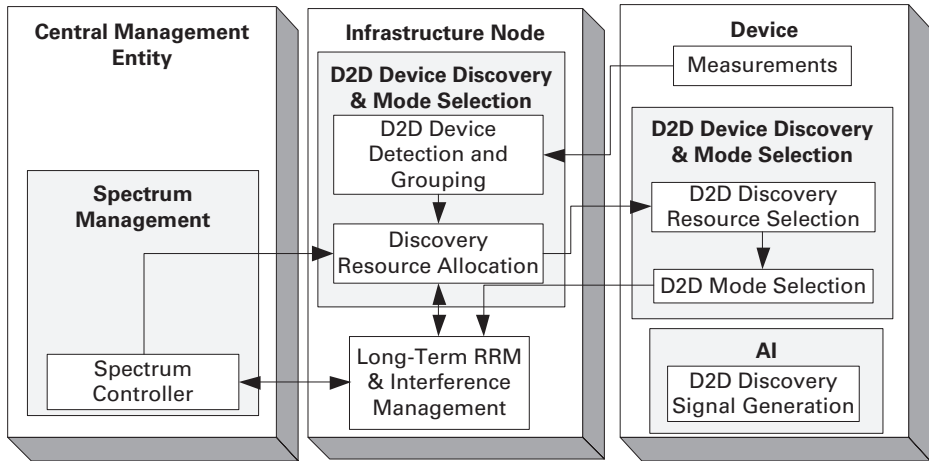 Central Management
Entity
Spectrum
Management
Spectrum
Controller
Infrastructure Node
D2D Device Discovery
& Mode Selection
D2D Device
Detection and
Grouping
Discovery
Resource Allocation
Long-Term RRM
& Interference
Management
Device
Measurements
D2D Device Discovery
& Mode Selection
D2D Discovery
Resource Selection
D2D Mode Selection
AI
D2D Discovery
Signal Generation